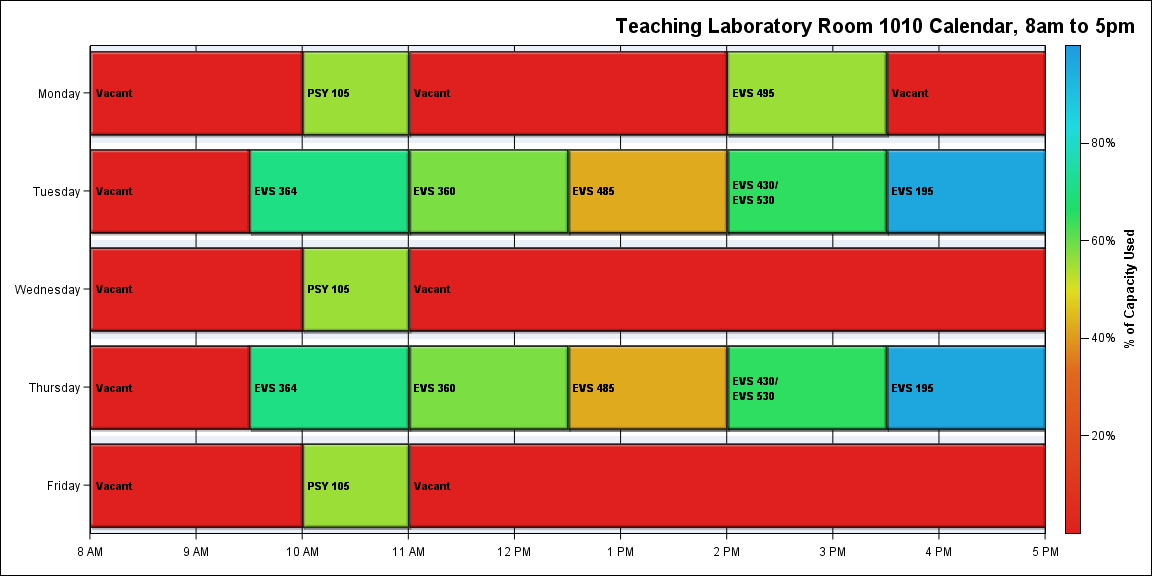 Teaching Laboratory Room 1010 Calendar, 8am to 5pm
Monday
Vacant
PSY 105
Vacant
EVS 495
Vacant
Tuesday
Vacant
EVS 364
EVS 360
EVS 485
EVS 430/
EVS 530
EVS 195
Wednesday
Vacant
PSY 105
Vacant
Thursday
Vacant
EVS 364
EVS 360
EVS 485
EVS 430/
EVS 530
EVS 195
Friday
Vacant
PSY 105
Vacant
8 AM
9 AM
10 AM
11 AM
12 PM
1 PM
2 PM
3 PM
4 PM
5 PM
80%
60%
40%
20%
% of Capacity Used